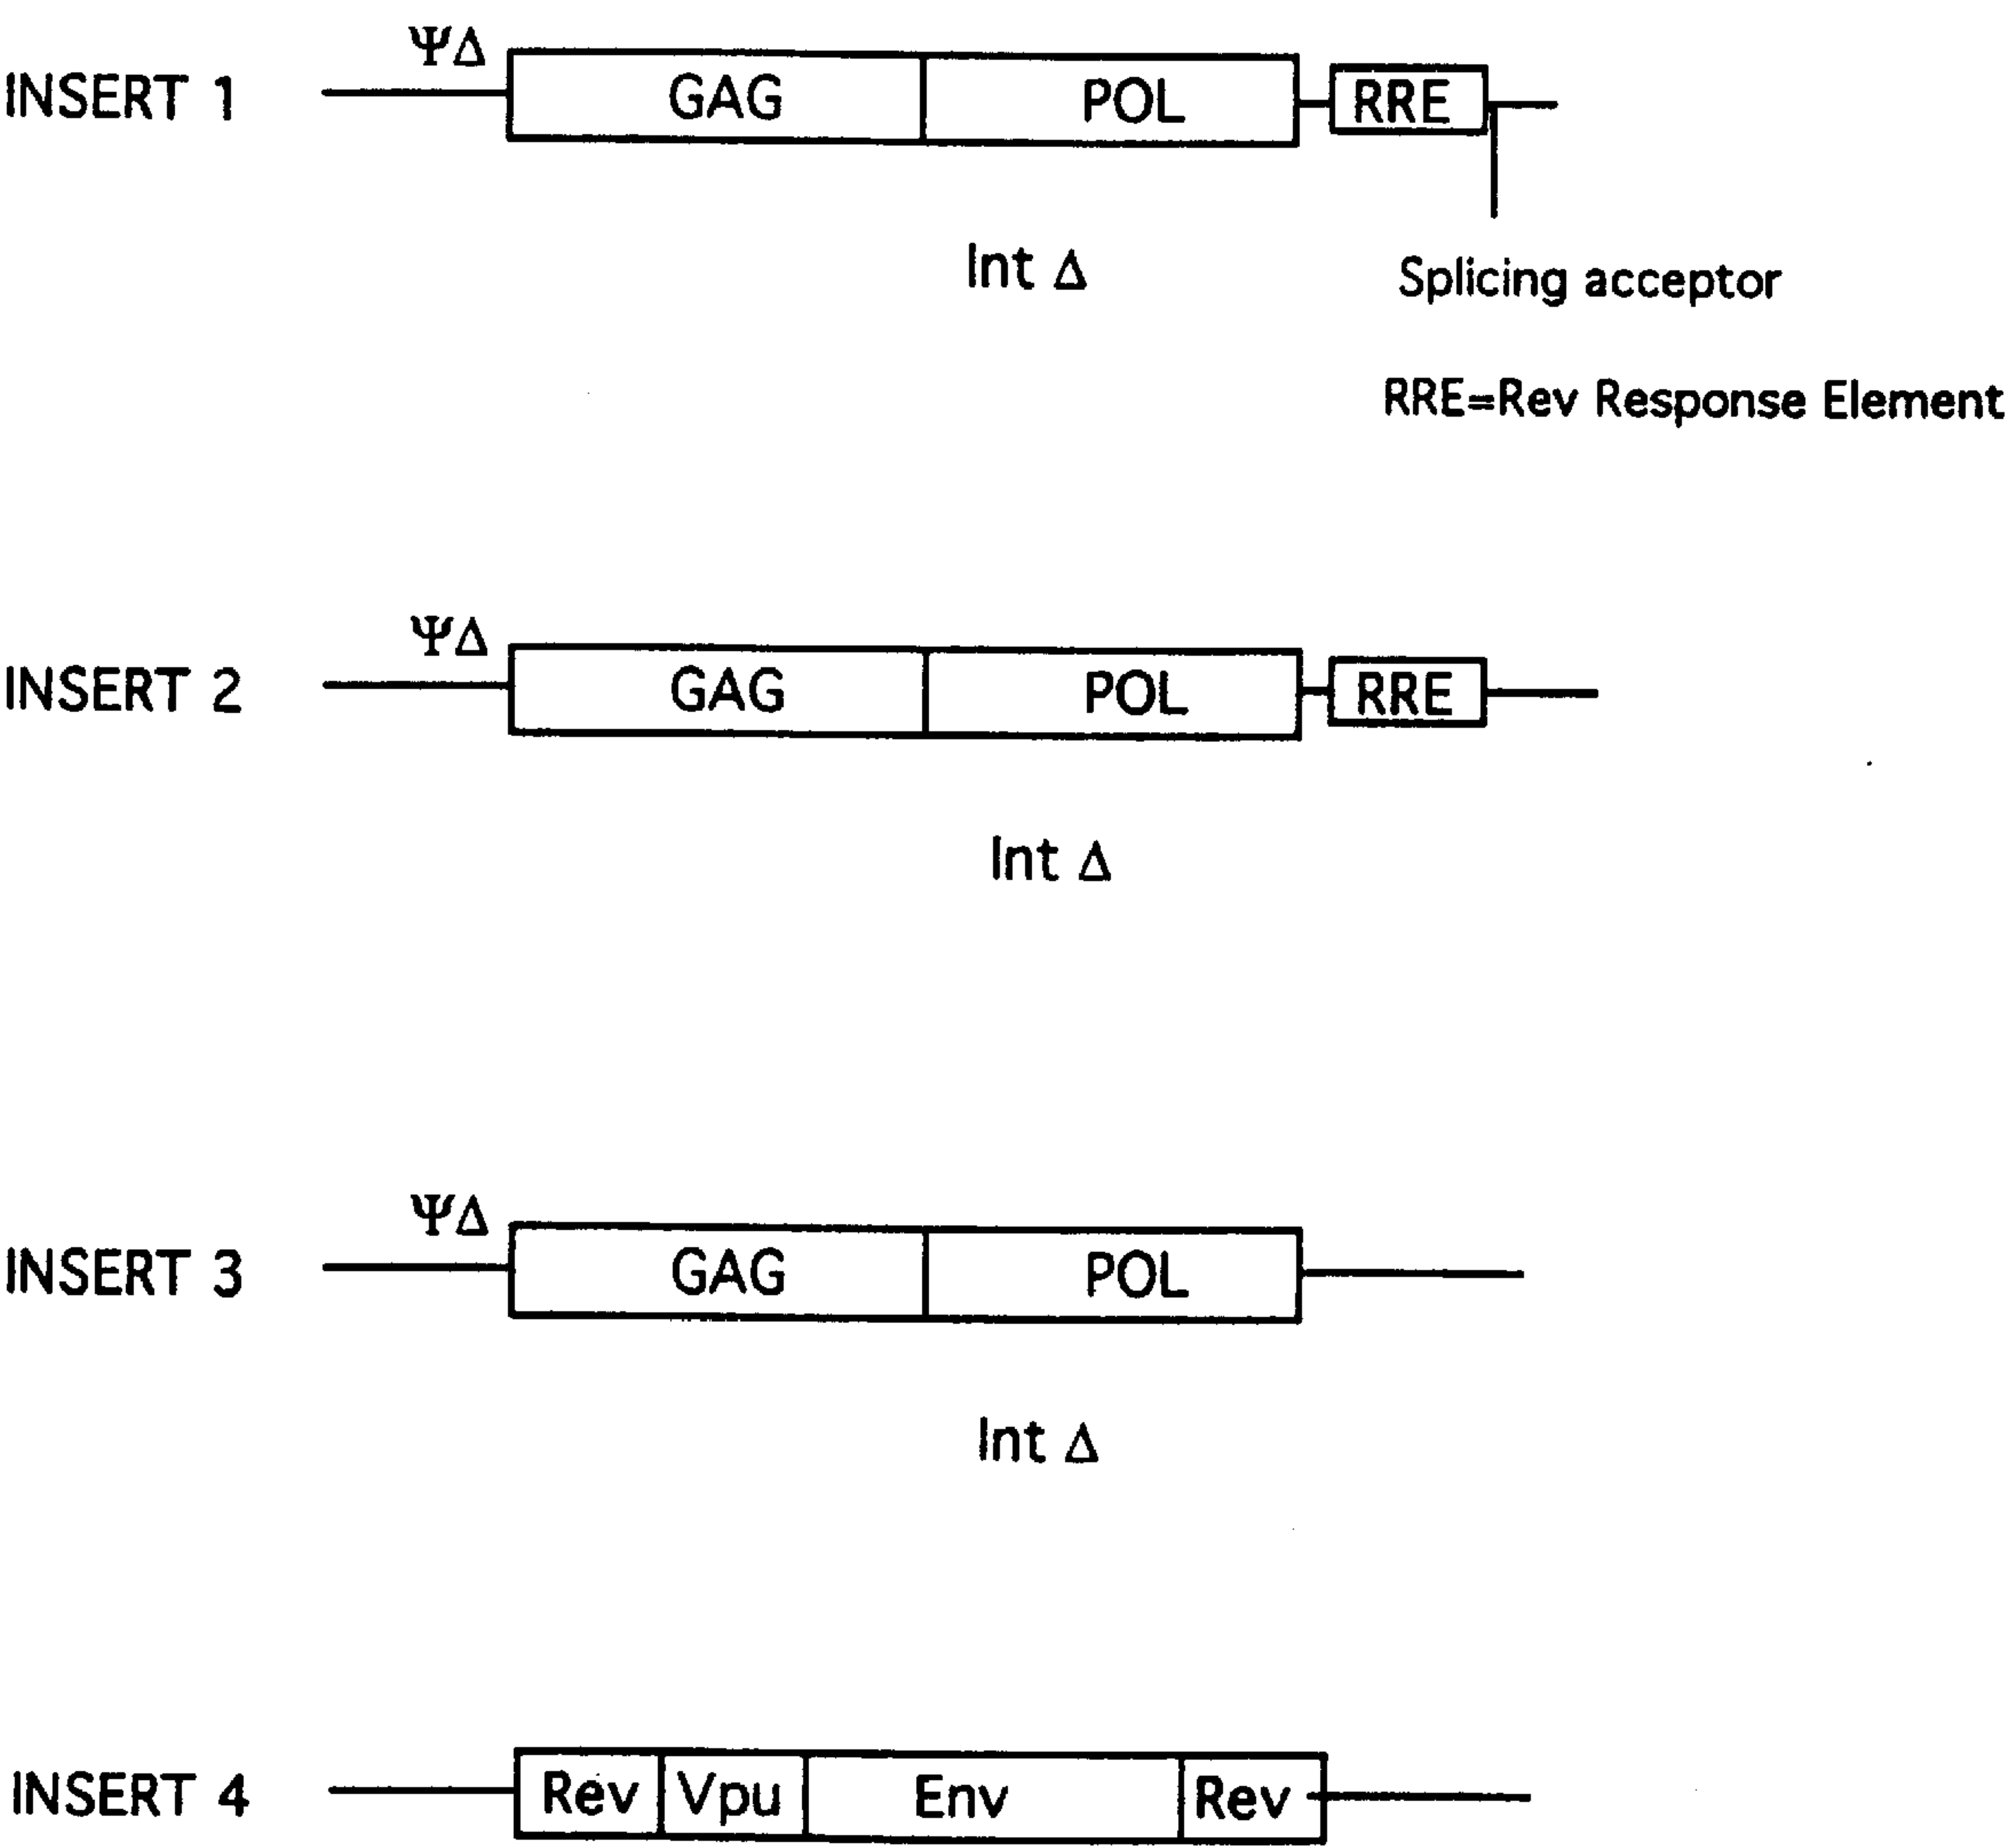 ΨΔ
INSERT 1 GAG POL RRE
Int Δ
Splicing acceptor
RRE=Rev Response Element
ΨΔ
INSERT 2 GAG POL RRE
Int Δ
ΨΔ
INSERT 3 GAG POL
Int Δ
INSERT 4 Rev Vpu Env Rev